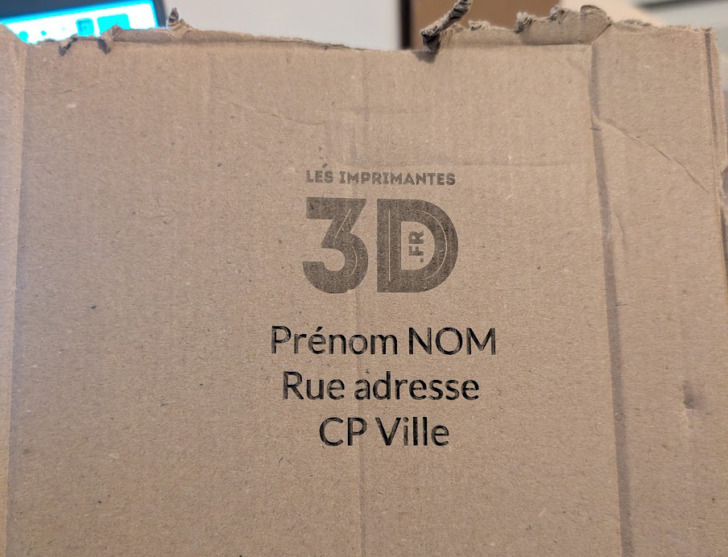 LES IMPRIMANTES
3D
.FR
Prénom NOM
Rue adresse
CP Ville